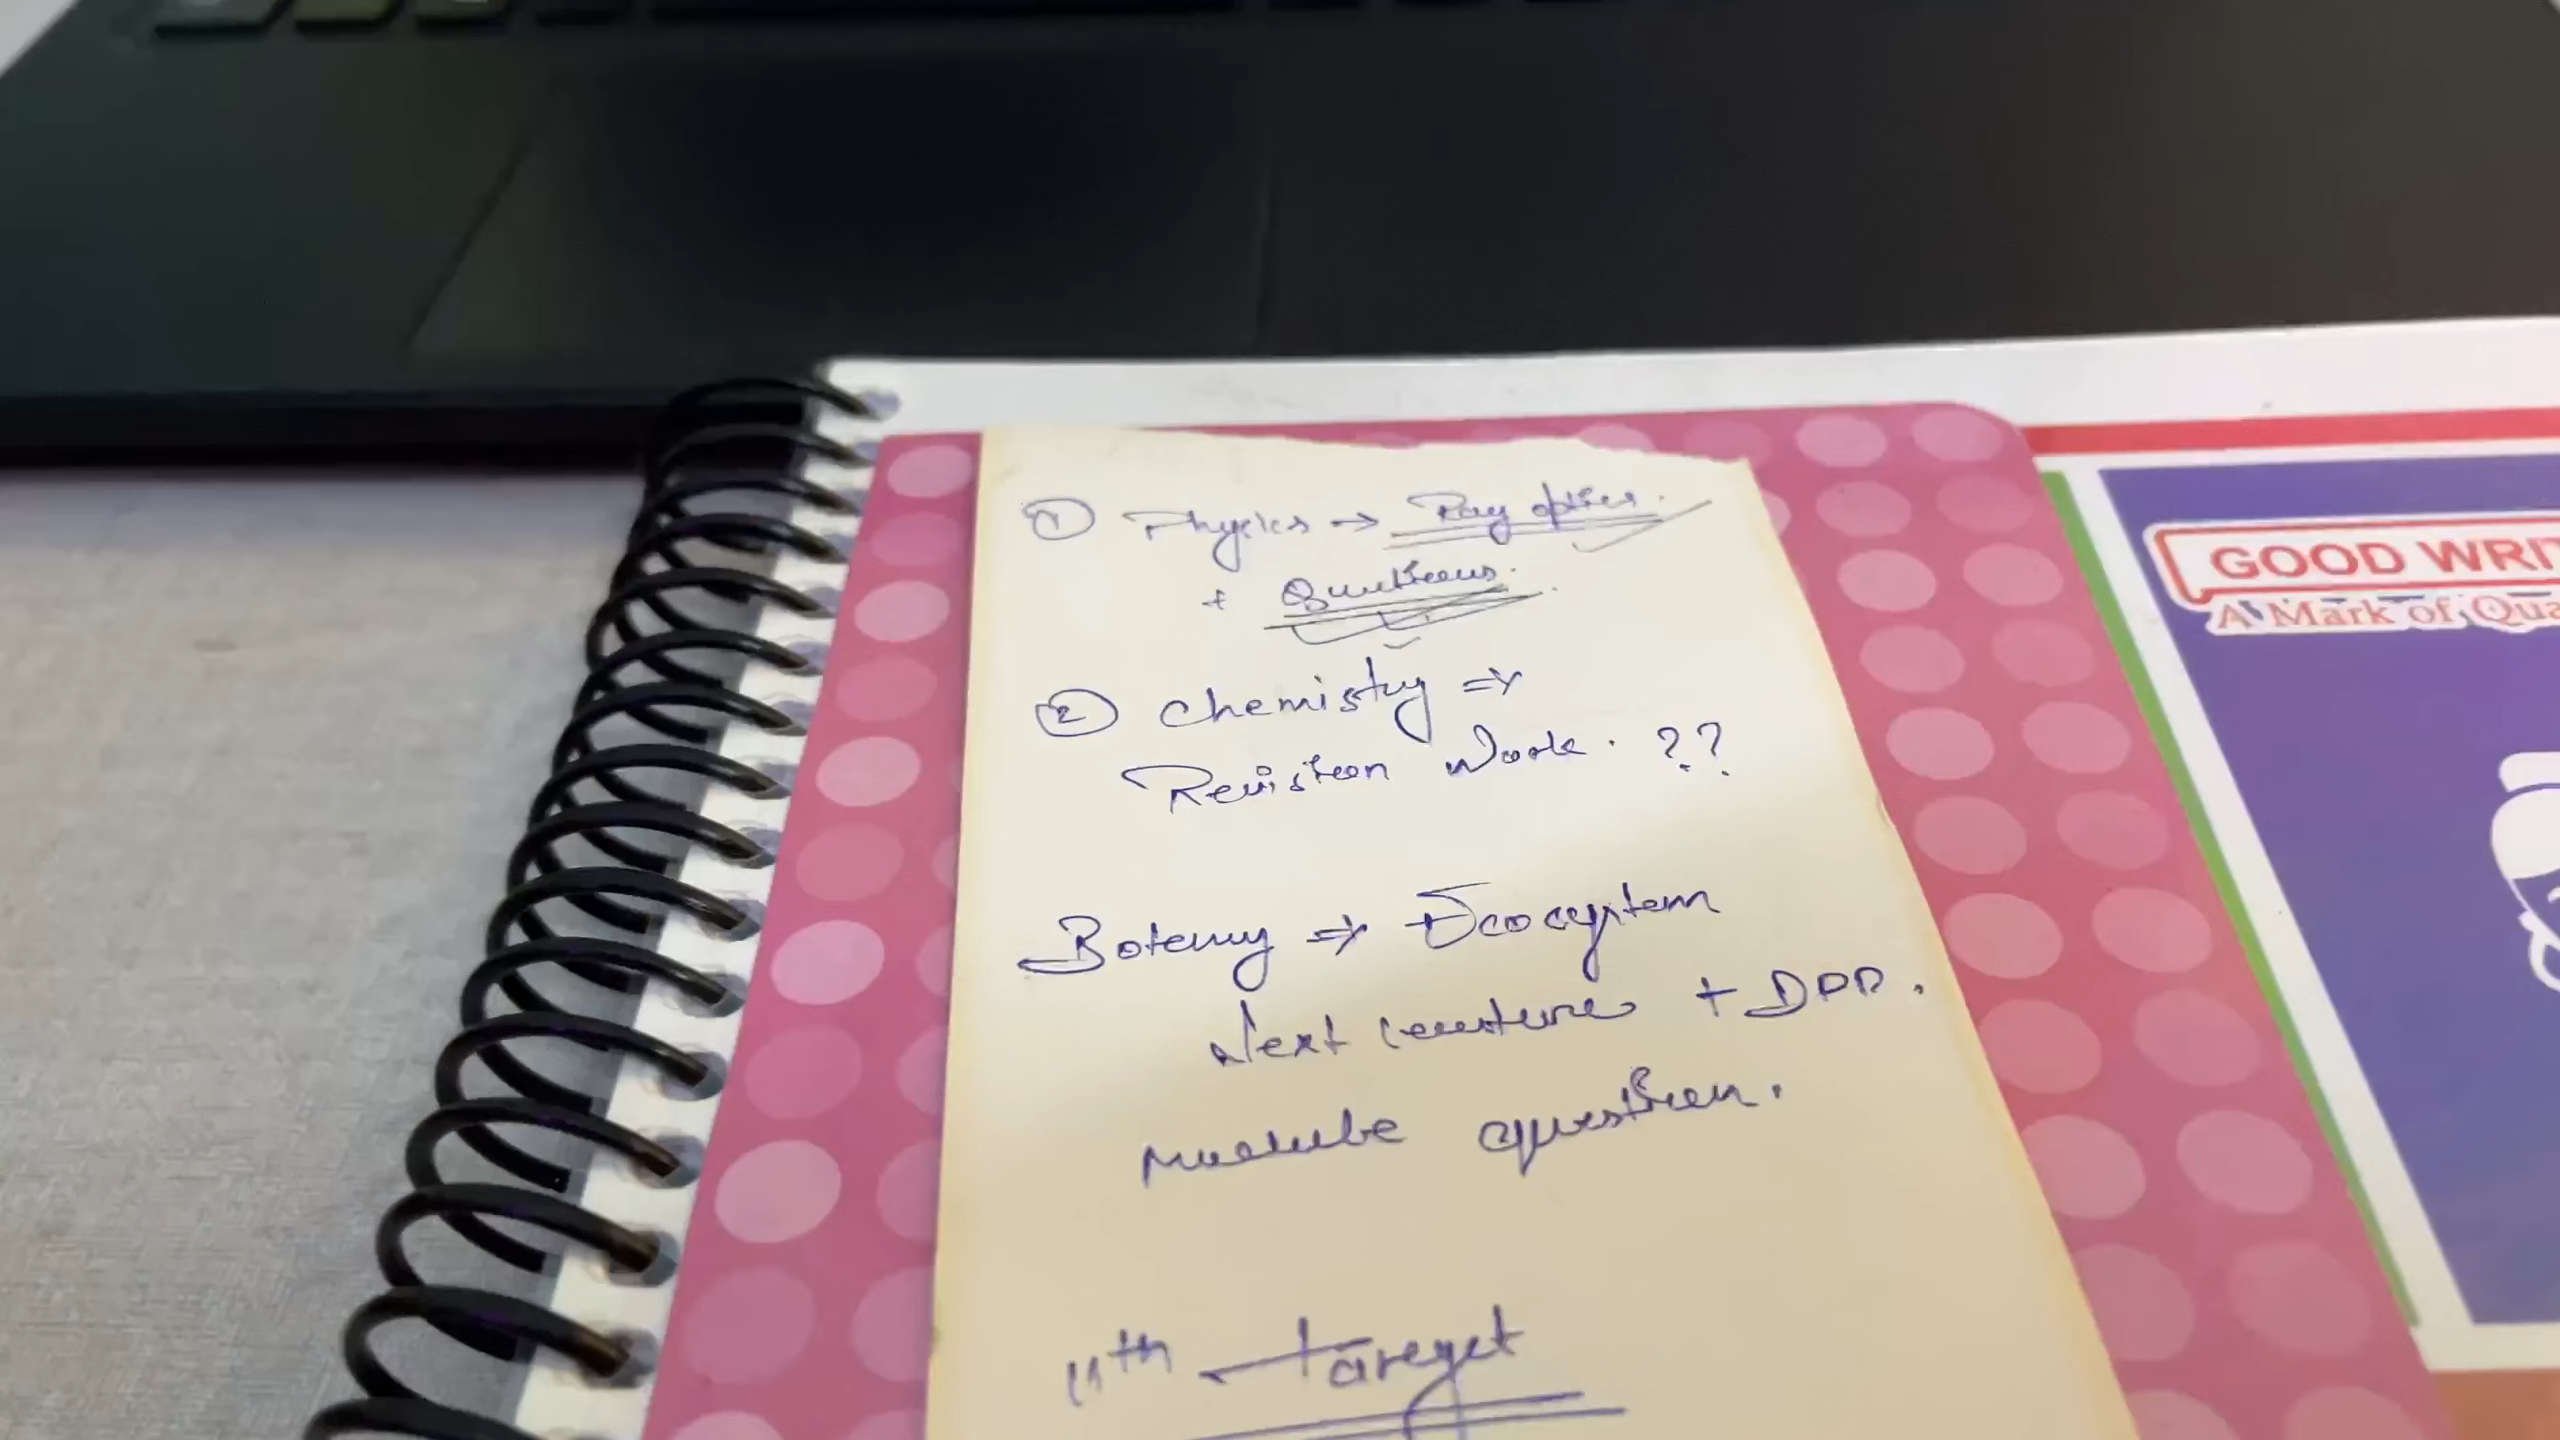 ① Physics → Ray optics.
+ Questions.
② Chemistry ⇒
Revision Work. ??
Botany ⇒ Ecosystem
Next lecture + DPP.
Module question.
11th target
GOOD WRI
A Mark of Qua